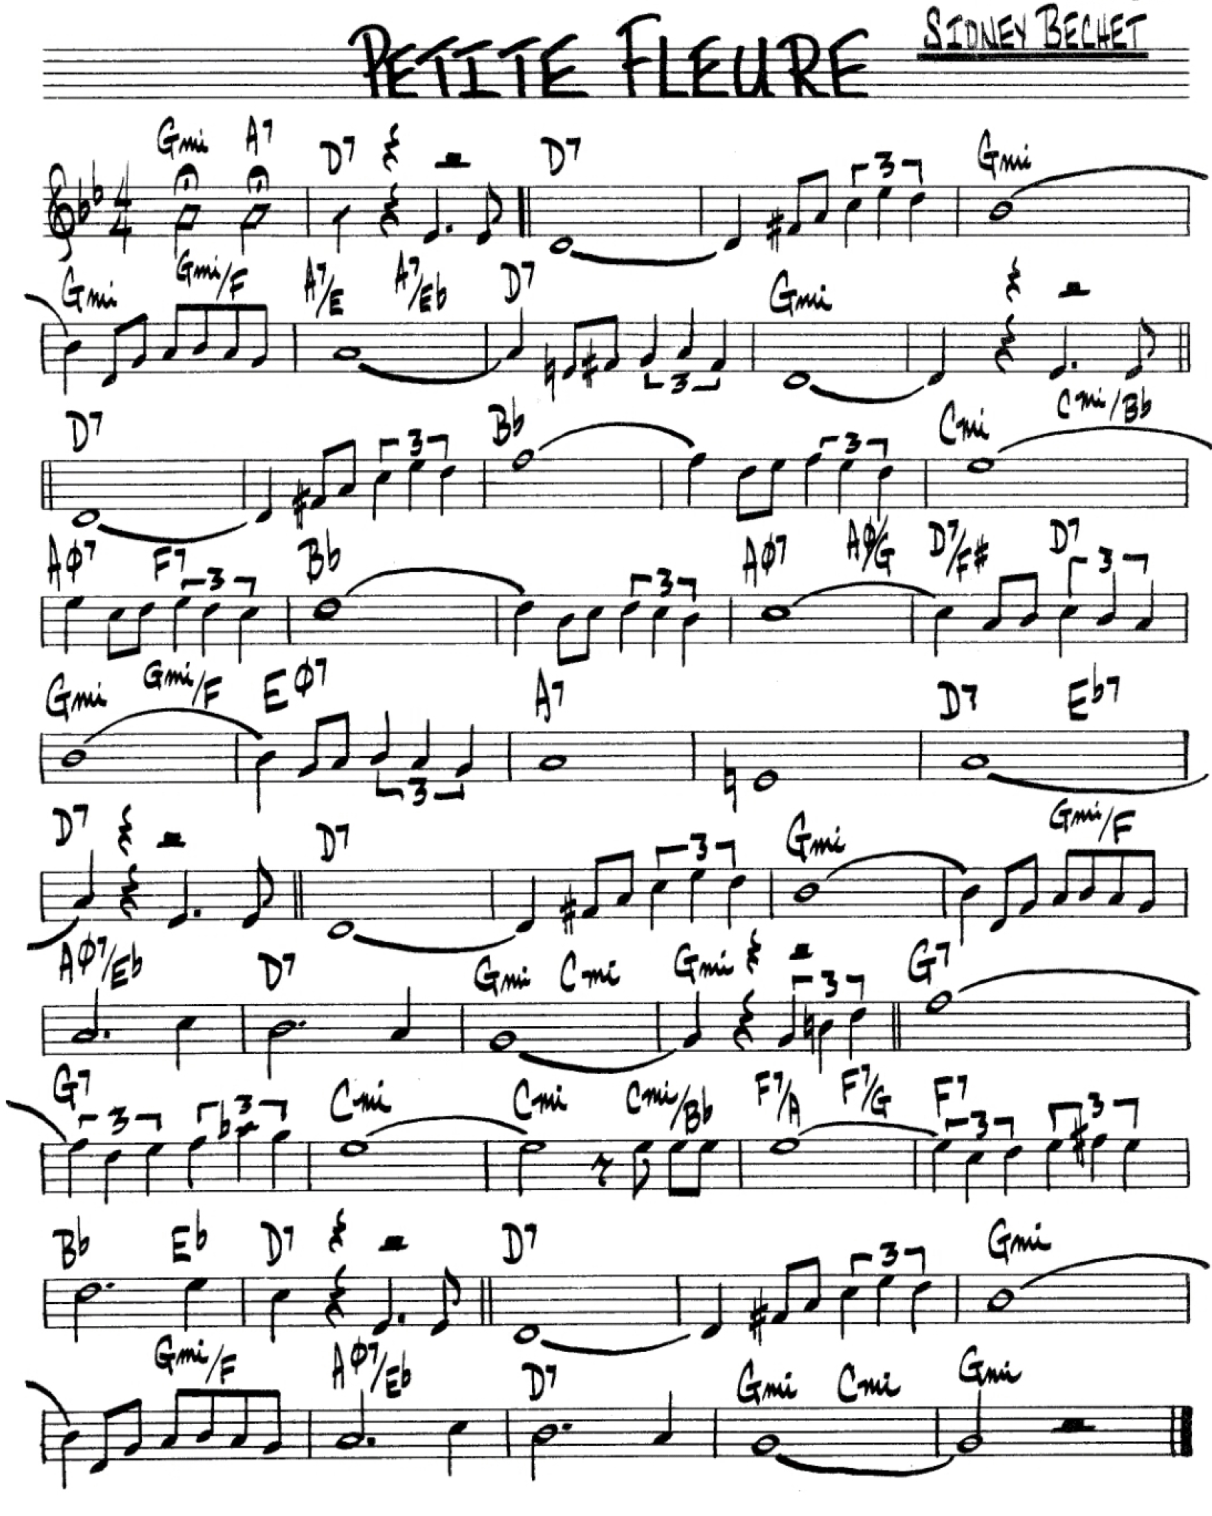 PETITE FLEURE
SIDNEY BECHET
Gmi A7 D7 D7 3 Gmi
4
4
Gmi Gmi/F A7/E A7/Eb D7 3 Gmi
D7 3 Bb 3 Cmi Cmi/Bb
AØ7 F7 3 Bb 3 AØ7 AØ/G D7/F# D7 3
Gmi Gmi/F EØ7 3 A7 D7 Eb7
D7 D7 3 Gmi Gmi/F
AØ7/Eb D7 Gmi Cmi Gmi 3 G7
G7 3 3 Cmi Cmi Cmi/Bb F7/A F7/G F7 3 3
Bb Eb D7 D7 3 Gmi
Gmi/F AØ7/Eb D7 Gmi Cmi Gmi